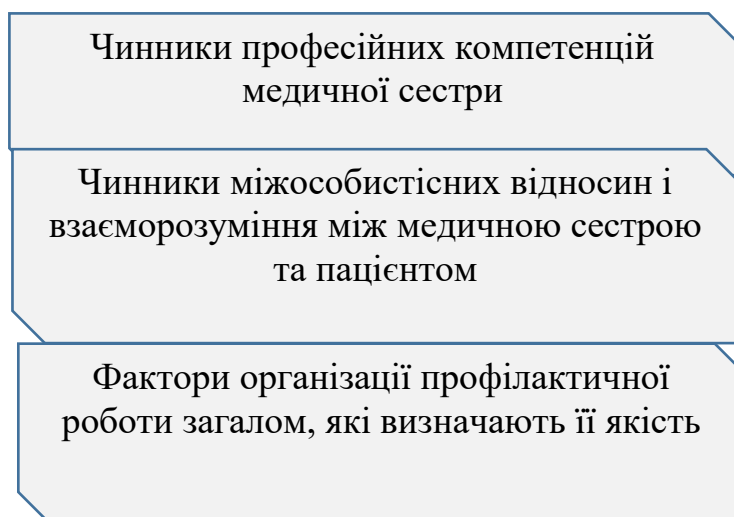 Чинники професійних компетенцій
медичної сестри
Чинники міжособистісних відносин і
взаєморозуміння між медичною сестрою
та пацієнтом
Фактори організації профілактичної
роботи загалом, які визначають її якість